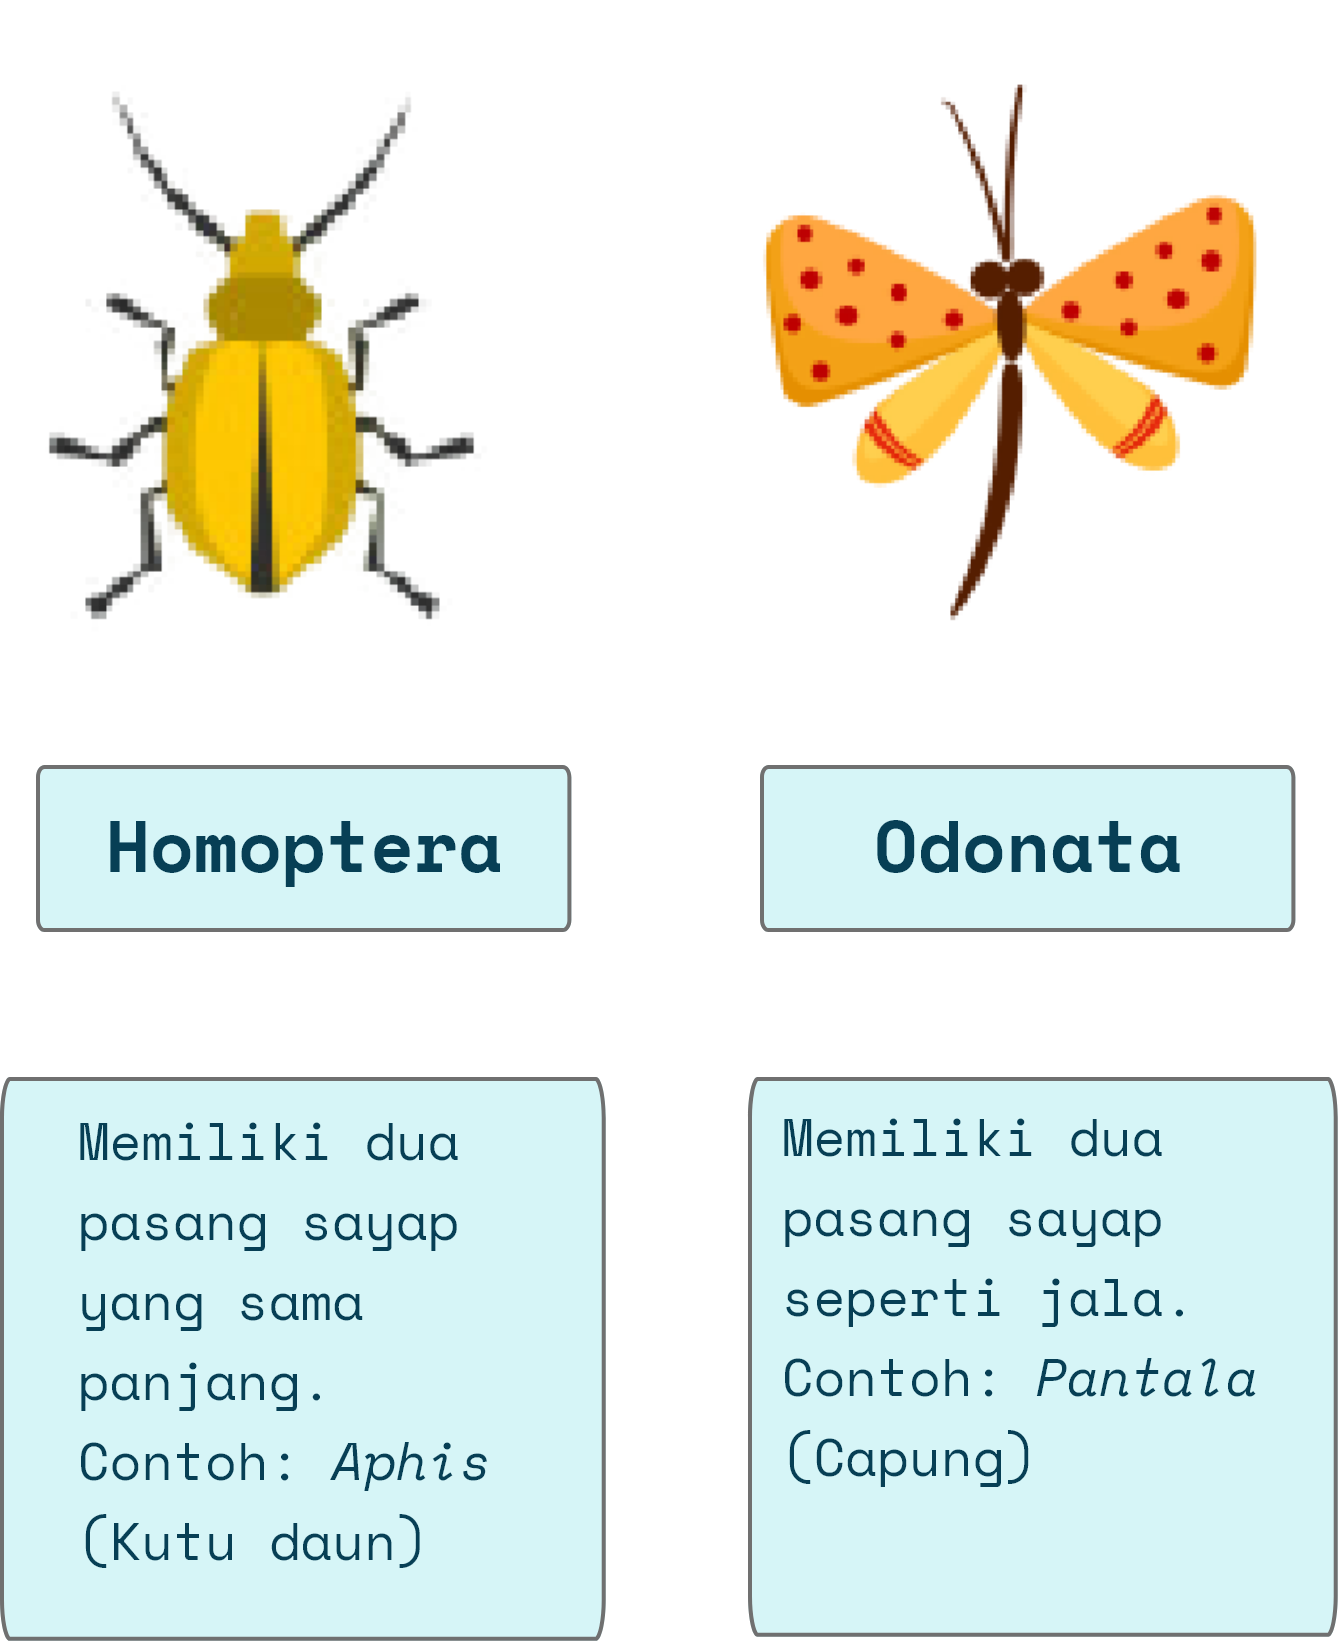 Homoptera
Odonata
Memiliki dua
pasang sayap
yang sama
panjang.
Contoh: Aphis
(Kutu daun)
Memiliki dua
pasang sayap
seperti jala.
Contoh: Pantala
(Capung)